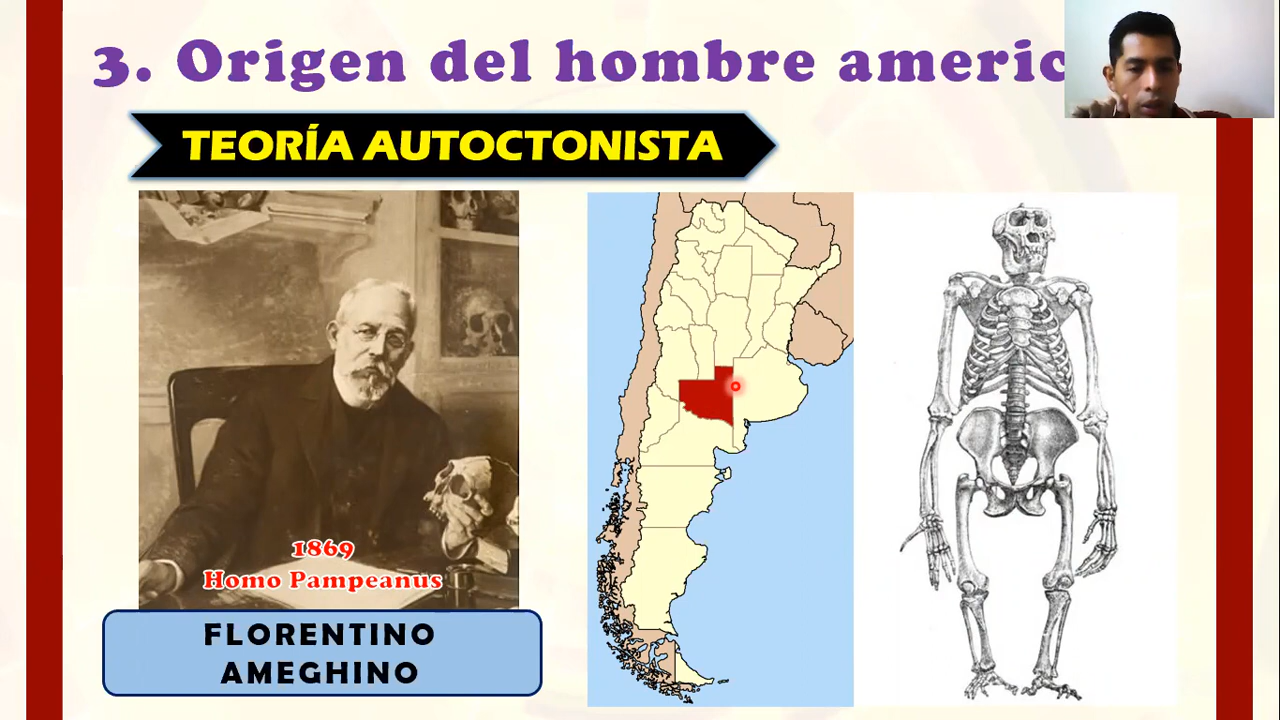 3. Origen del hombre americ
TEORÍA AUTOCTONISTA
1869
Homo Pampeanus
FLORENTINO
AMEGHINO